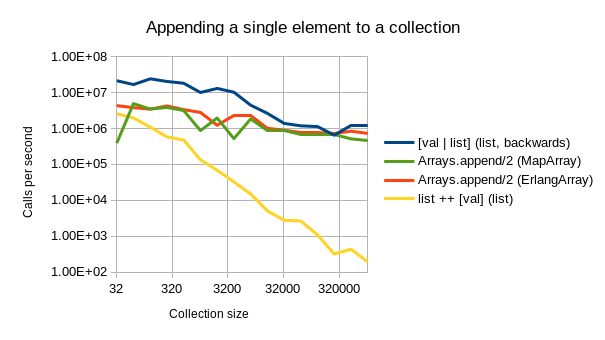 Appending a single element to a collection
1.00E+08
1.00E+07
1.00E+06
1.00E+05
1.00E+04
1.00E+03
1.00E+02
Calls per second
32
320
3200
32000
320000
Collection size
[val | list] (list, backwards)
Arrays.append/2 (MapArray)
Arrays.append/2 (ErlangArray)
list ++ [val] (list)